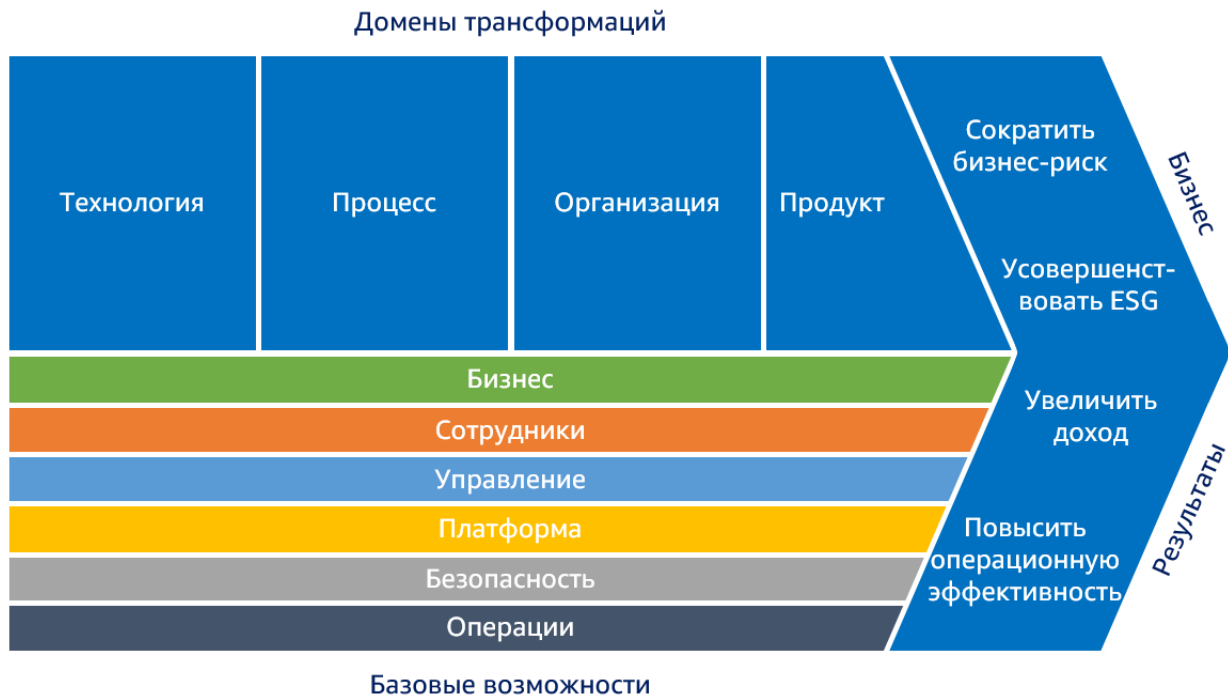 Домены трансформаций
Технология
Процесс
Организация
Продукт
Сократить
бизнес-риск
Усовершенст-
вовать ESG
Увеличить
доход
Повысить
операционную
эффективность
Бизнес
Результаты
Бизнес
Сотрудники
Управление
Платформа
Безопасность
Операции
Базовые возможности